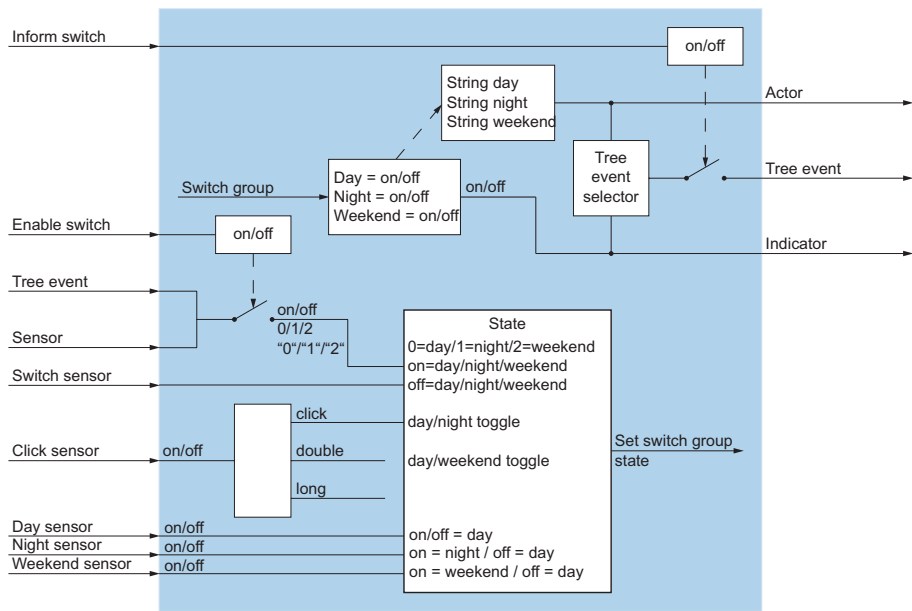 Inform switch
on/off
String day
String night
String weekend
Actor
Tree
event
selector
Tree event
Switch group
Day = on/off
Night = on/off
Weekend = on/off
on/off
Enable switch
on/off
Indicator
Tree event
Sensor
on/off
0/1/2
“0“/“1“/“2“
State
0=day/1=night/2=weekend
on=day/night/weekend
off=day/night/weekend
Switch sensor
Click sensor
on/off
click
double
long
day/night toggle
day/weekend toggle
Set switch group
state
Day sensor
on/off
on/off = day
Night sensor
on/off
on = night / off = day
Weekend sensor
on/off
on = weekend / off = day